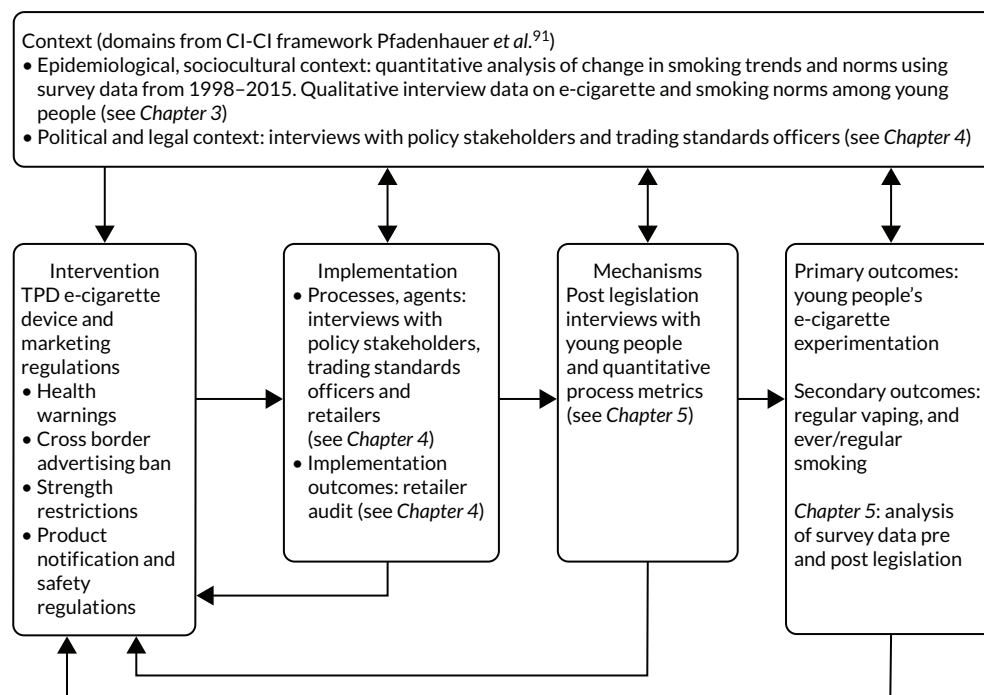 Context (domains from CI-CI framework Pfadenhauer et al.91)
• Epidemiological, sociocultural context: quantitative analysis of change in smoking trends and norms using
survey data from 1998–2015. Qualitative interview data on e-cigarette and smoking norms among young
people (see Chapter 3)
• Political and legal context: interviews with policy stakeholders and trading standards officers (see Chapter 4)
Intervention
TPD e-cigarette
device and
marketing
regulations
• Health
warnings
• Cross border
advertising ban
• Strength
restrictions
• Product
notification and
safety
regulations
Implementation
• Processes, agents:
interviews with
policy stakeholders,
trading standards
officers and
retailers
(see Chapter 4)
• Implementation
outcomes: retailer
audit (see Chapter 4)
Mechanisms
Post legislation
interviews with
young people
and quantitative
process metrics
(see Chapter 5)
Primary outcomes:
young people’s
e-cigarette
experimentation
Secondary outcomes:
regular vaping, and
ever/regular
smoking
Chapter 5: analysis
of survey data pre
and post legislation